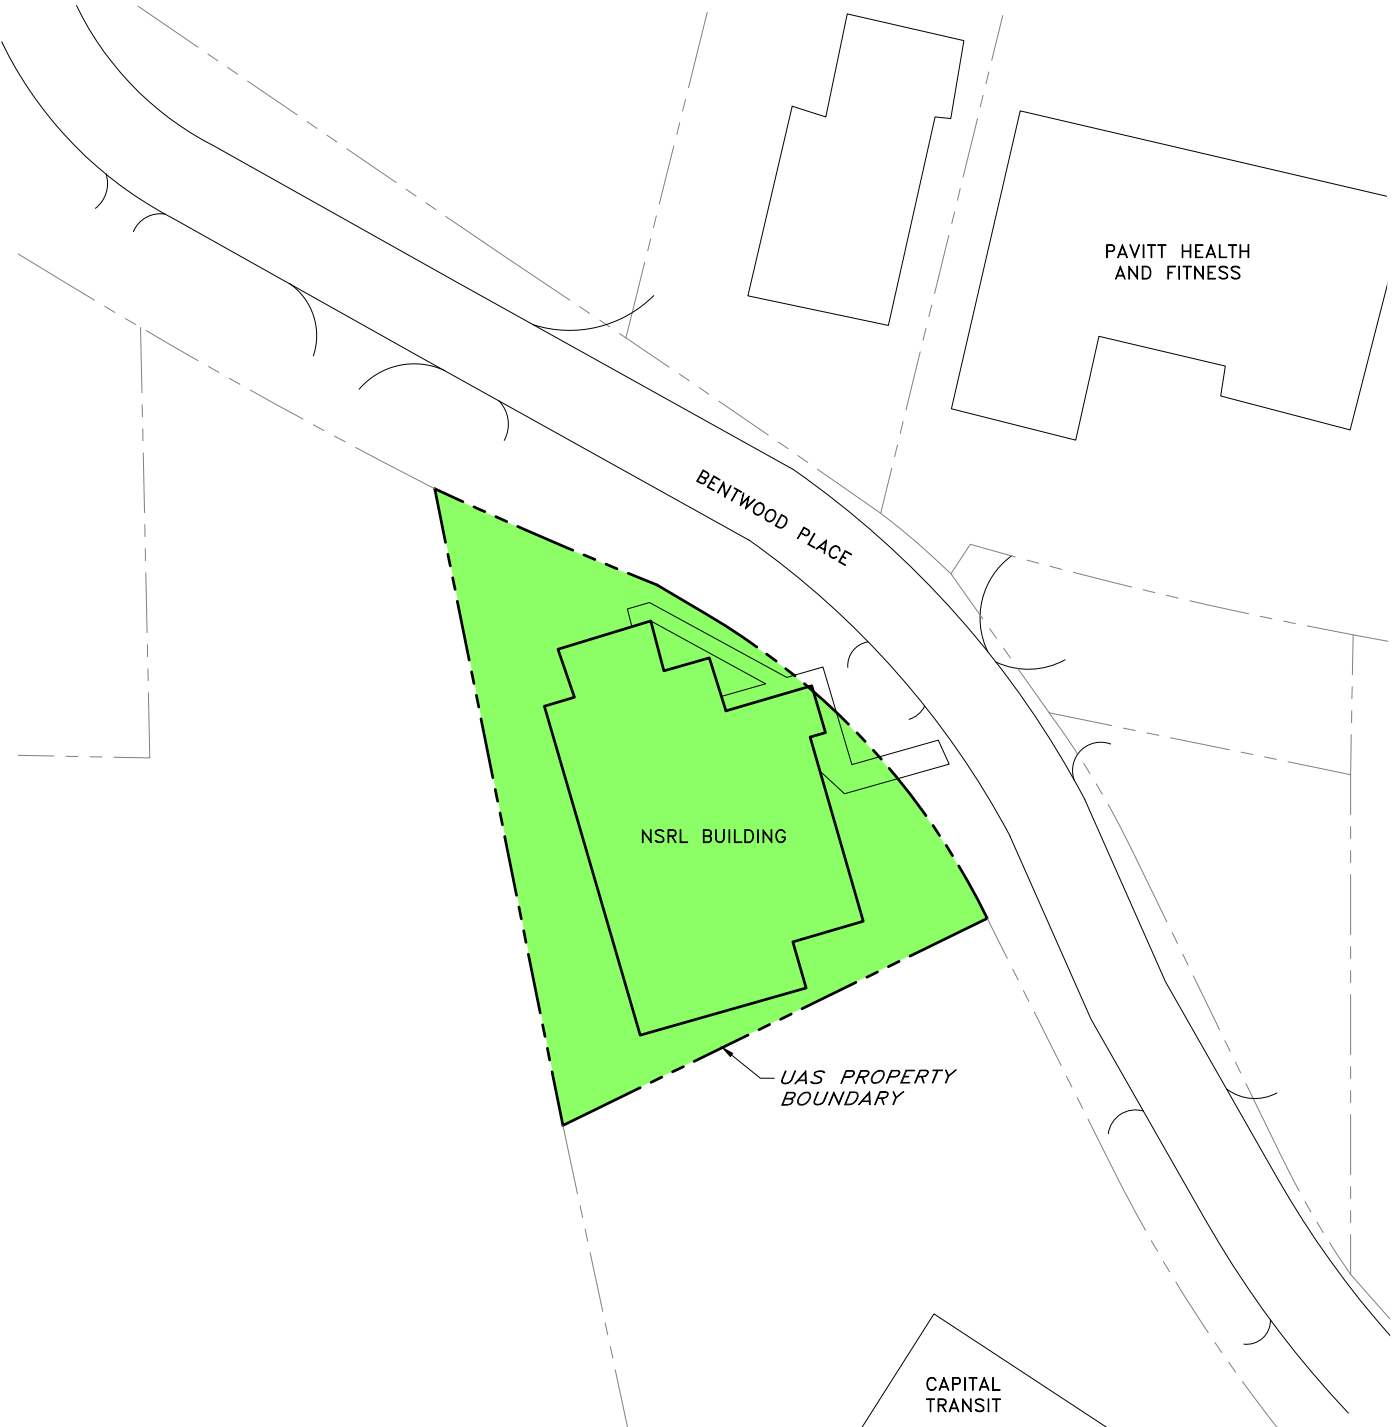 PAVITT HEALTH
AND FITNESS
BENTWOOD PLACE
NSRL BUILDING
UAS PROPERTY
BOUNDARY
CAPITAL
TRANSIT